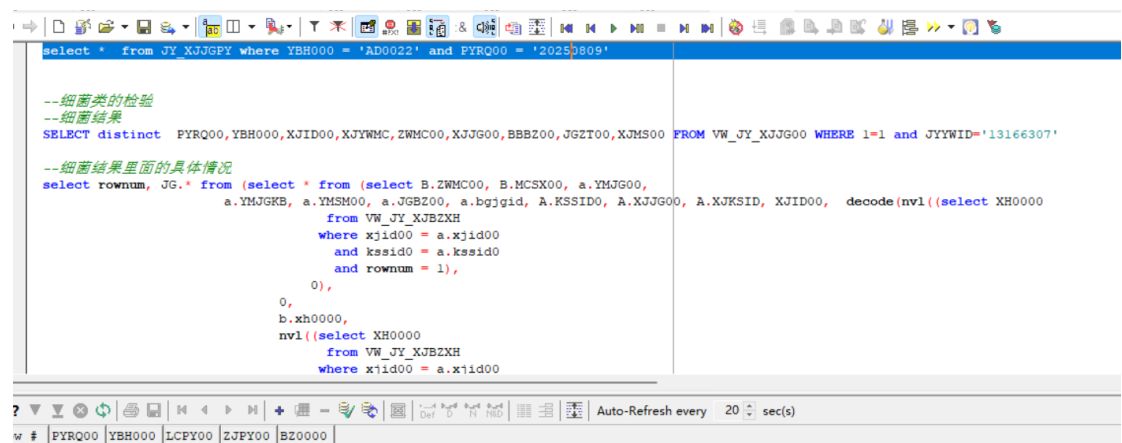 select *  from JY_XJJGPY where YBH000 = 'AD0022' and PYRQ00 = '20250809'
--细菌类的检验
--细菌结果
SELECT distinct  PYRQ00,YBH000,XJID00,XJYWMC,ZWMC00,XJJG00,BBBZ00,JGZT00,XJMS00 FROM VW_JY_XJJG00 WHERE 1=1 and JYYWID='13166307'
--细菌结果里面的具体情况
select rownum, JG.* from (select * from (select B.ZWMC00, B.MCSX00, a.YMJG00,
a.YMJGKB, a.YMSM00, a.JGBZ00, a.bgjgid, A.KSSID0, A.XJJG00, A.XJKSID, XJID00,  decode(nvl((select XH0000
from VW_JY_XJBZXH
where xjid00 = a.xjid00
and kssid0 = a.kssid0
and rownum = 1),
0),
0,
b.xh0000,
nvl((select XH0000
from VW_JY_XJBZXH
where xjid00 = a.xjid00
Auto-Refresh every 20 sec(s)
w # PYRQ00 YBH000 LCPY00 ZJPY00 BZ0000